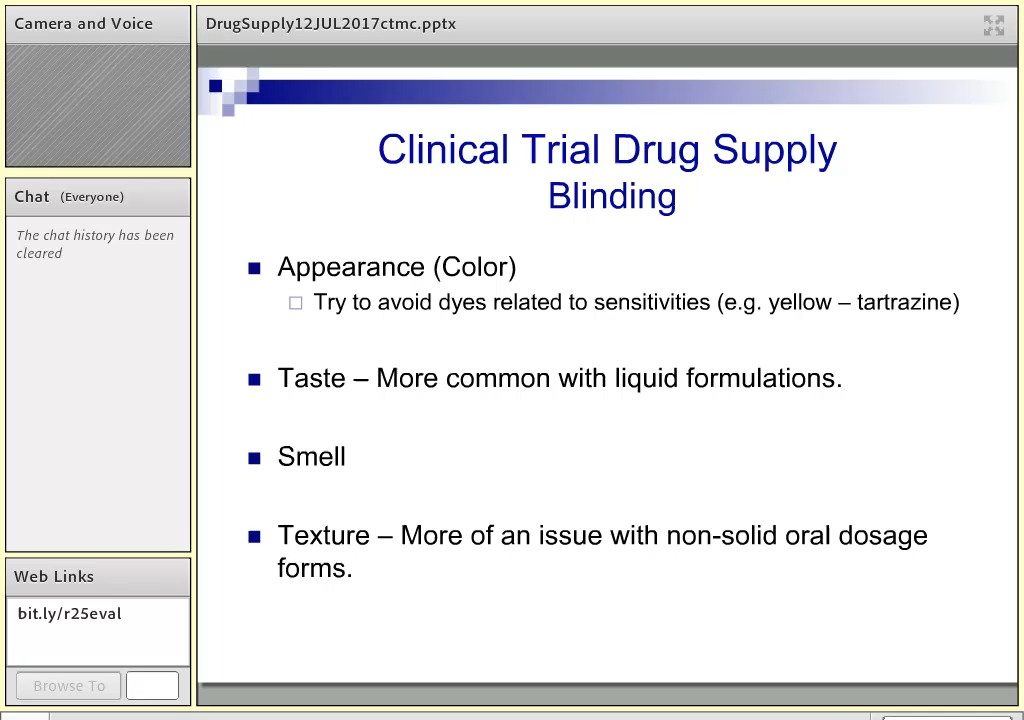 Camera and Voice
DrugSupply12JUL2017ctmc.pptx
Chat (Everyone)
The chat history has been
cleared
Web Links
bit.ly/r25eval
Browse To
Clinical Trial Drug Supply
Blinding
Appearance (Color)
Try to avoid dyes related to sensitivities (e.g. yellow – tartrazine)
Taste – More common with liquid formulations.
Smell
Texture – More of an issue with non-solid oral dosage
forms.